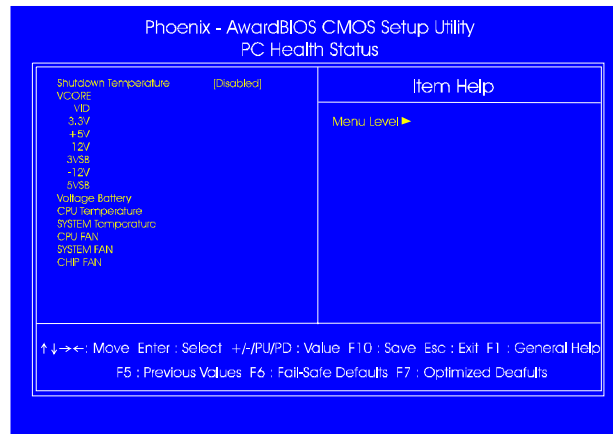 Phoenix - AwardBIOS CMOS Setup Utility
PC Health Status
Shutdown Temperature [Disabled]
VCORE
VID
3.3V
+5V
12V
3VSB
-12V
5VSB
Voltage Battery
CPU Temperature
SYSTEM Temperature
CPU FAN
SYSTEM FAN
CHIP FAN
Item Help
Menu Level►
↑↓→←: Move Enter : Select +/-/PU/PD : Value F10 : Save Esc : Exit F1 : General Help
F5 : Previous Values F6 : Fail-Safe Defaults F7 : Optimized Deafults